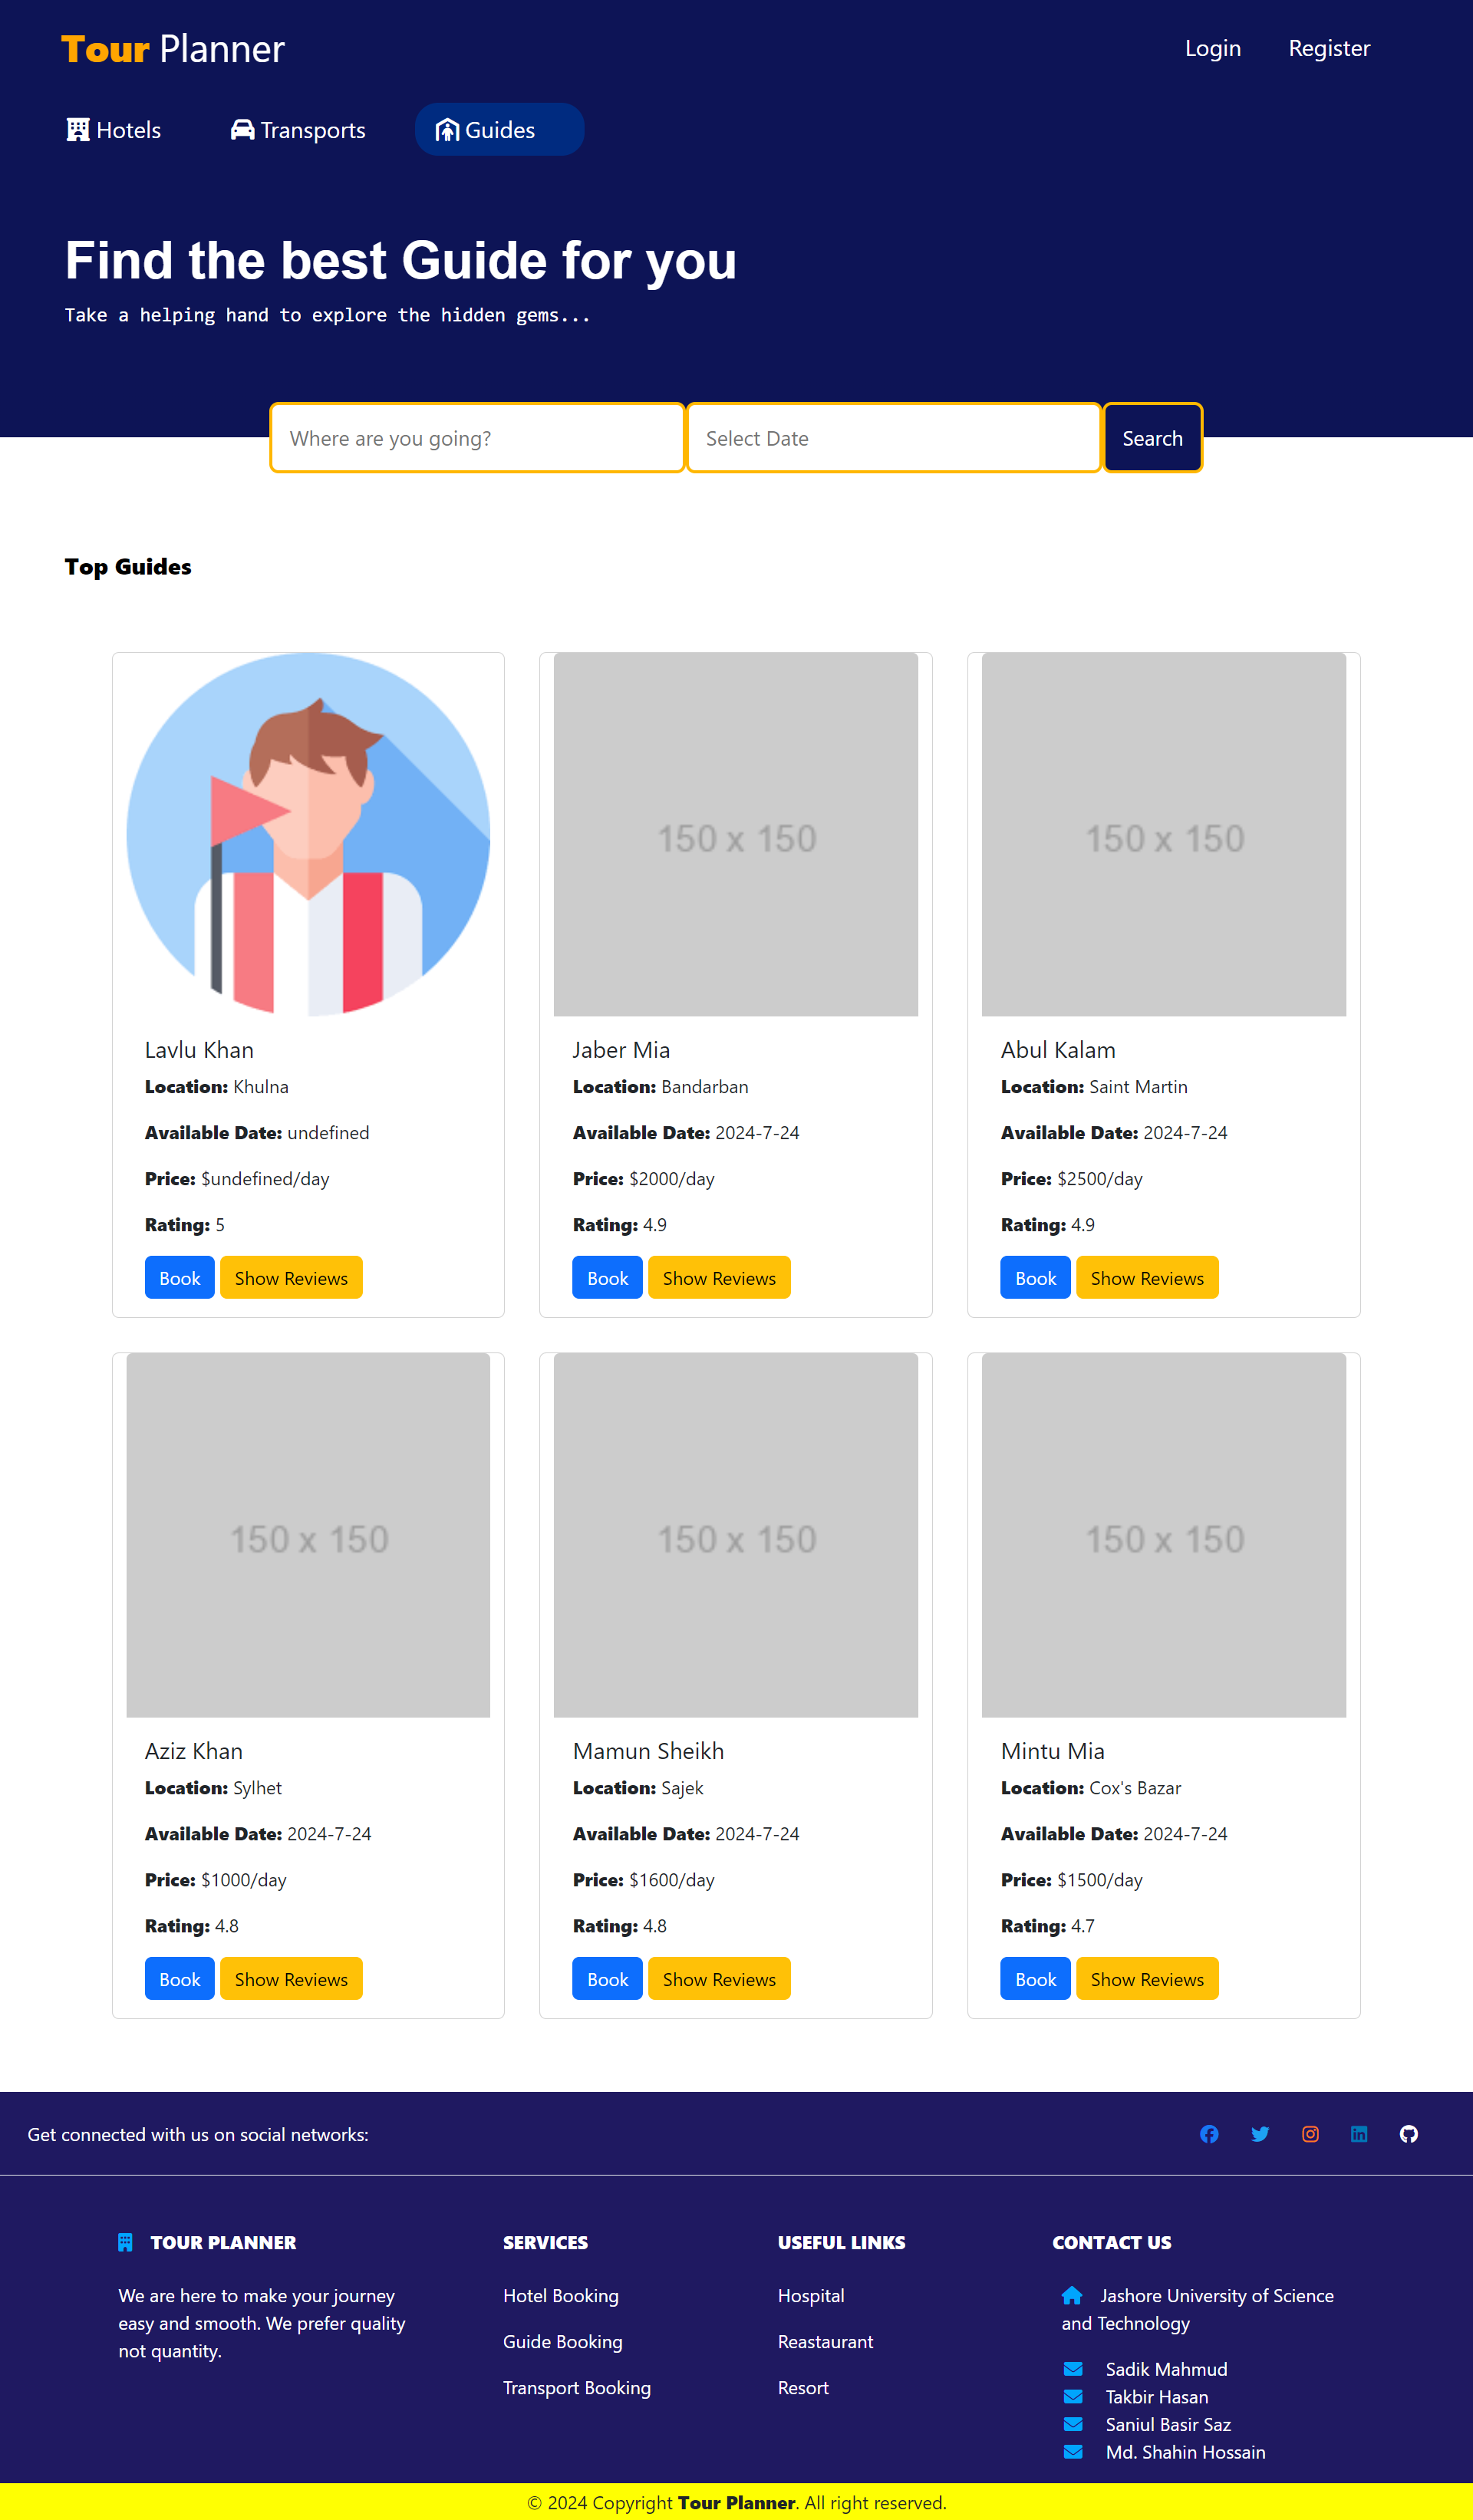 Tour Planner
Login
Register
Hotels
Transports
Guides
Find the best Guide for you
Take a helping hand to explore the hidden gems...
Where are you going?
Select Date
Search
Top Guides
Lavlu Khan
Location: Khulna
Available Date: undefined
Price: $undefined/day
Rating: 5
Book
Show Reviews
150 x 150
Jaber Mia
Location: Bandarban
Available Date: 2024-7-24
Price: $2000/day
Rating: 4.9
Book
Show Reviews
150 x 150
Abul Kalam
Location: Saint Martin
Available Date: 2024-7-24
Price: $2500/day
Rating: 4.9
Book
Show Reviews
150 x 150
Aziz Khan
Location: Sylhet
Available Date: 2024-7-24
Price: $1000/day
Rating: 4.8
Book
Show Reviews
150 x 150
Mamun Sheikh
Location: Sajek
Available Date: 2024-7-24
Price: $1600/day
Rating: 4.8
Book
Show Reviews
150 x 150
Mintu Mia
Location: Cox's Bazar
Available Date: 2024-7-24
Price: $1500/day
Rating: 4.7
Book
Show Reviews
Get connected with us on social networks:
TOUR PLANNER
We are here to make your journey
easy and smooth. We prefer quality
not quantity.
SERVICES
Hotel Booking
Guide Booking
Transport Booking
USEFUL LINKS
Hospital
Reastaurant
Resort
CONTACT US
Jashore University of Science
and Technology
Sadik Mahmud
Takbir Hasan
Saniul Basir Saz
Md. Shahin Hossain
© 2024 Copyright Tour Planner. All right reserved.